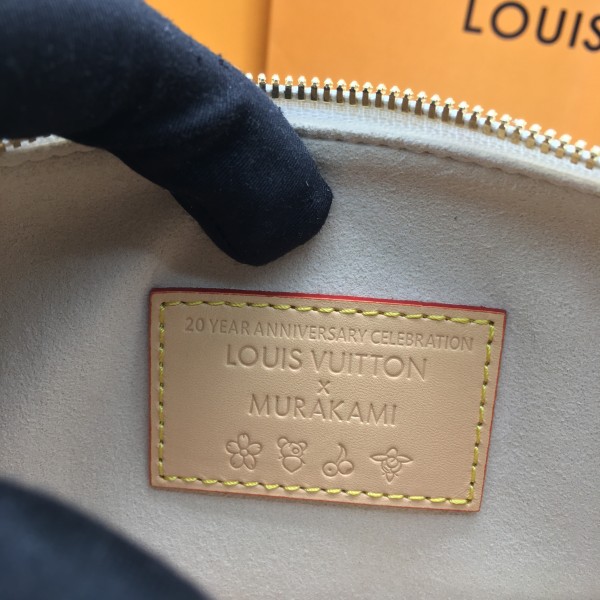 LOUIS
20 YEAR ANNIVERSARY CELEBRATION
LOUIS VUITTON
x
MURAKAMI